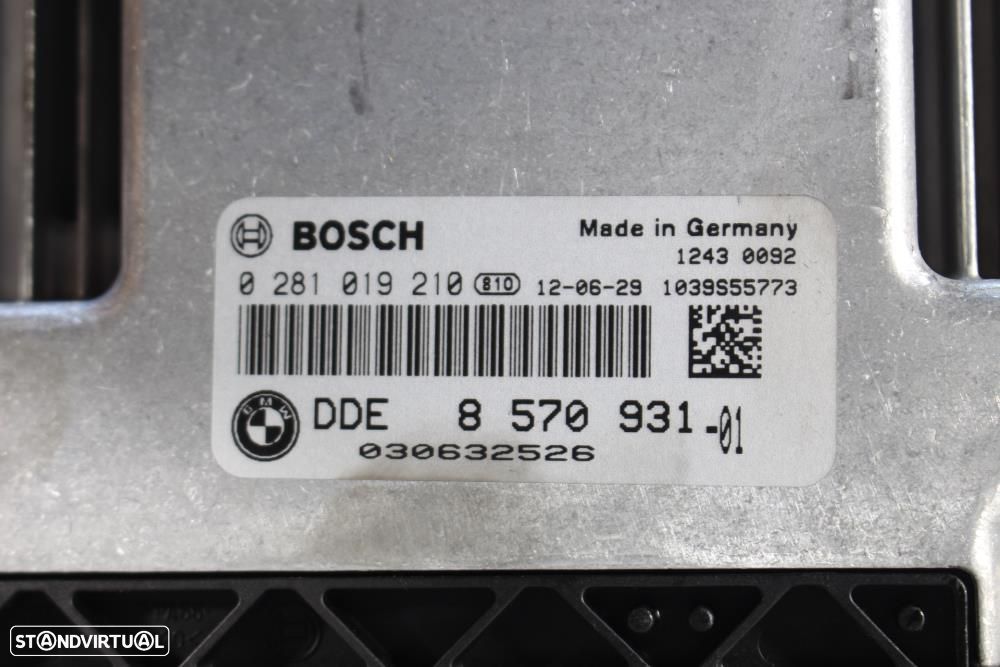 BOSCH
Made in Germany
1243 0092
0 281 019 210 810 12-06-29 1039S55773
BMW
DDE 8 570 931-01
030632526
STANDVIRTUAL